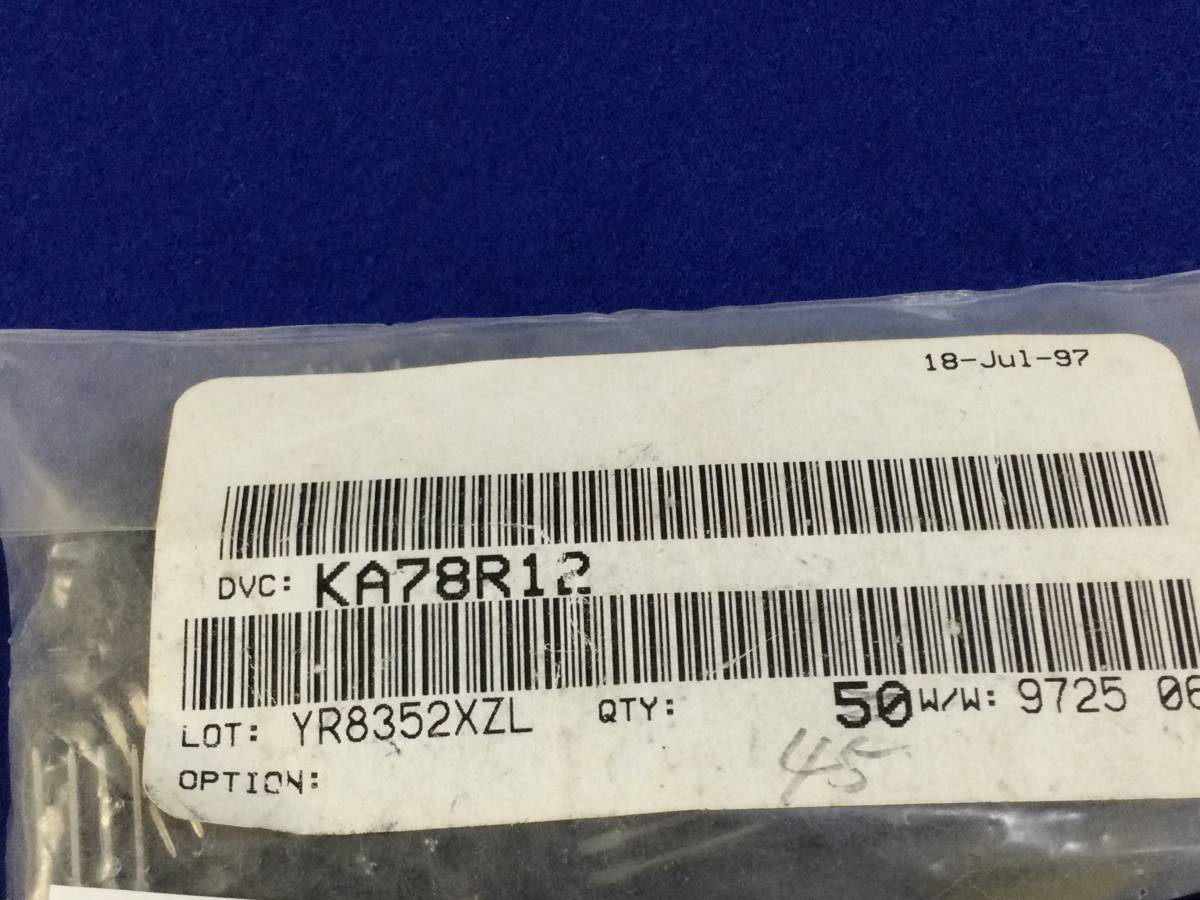 18-Jul-97
DVC: KA78R12
LOT: YR8352XZL QTY: 50 W/W: 9725 06
45
OPTION: